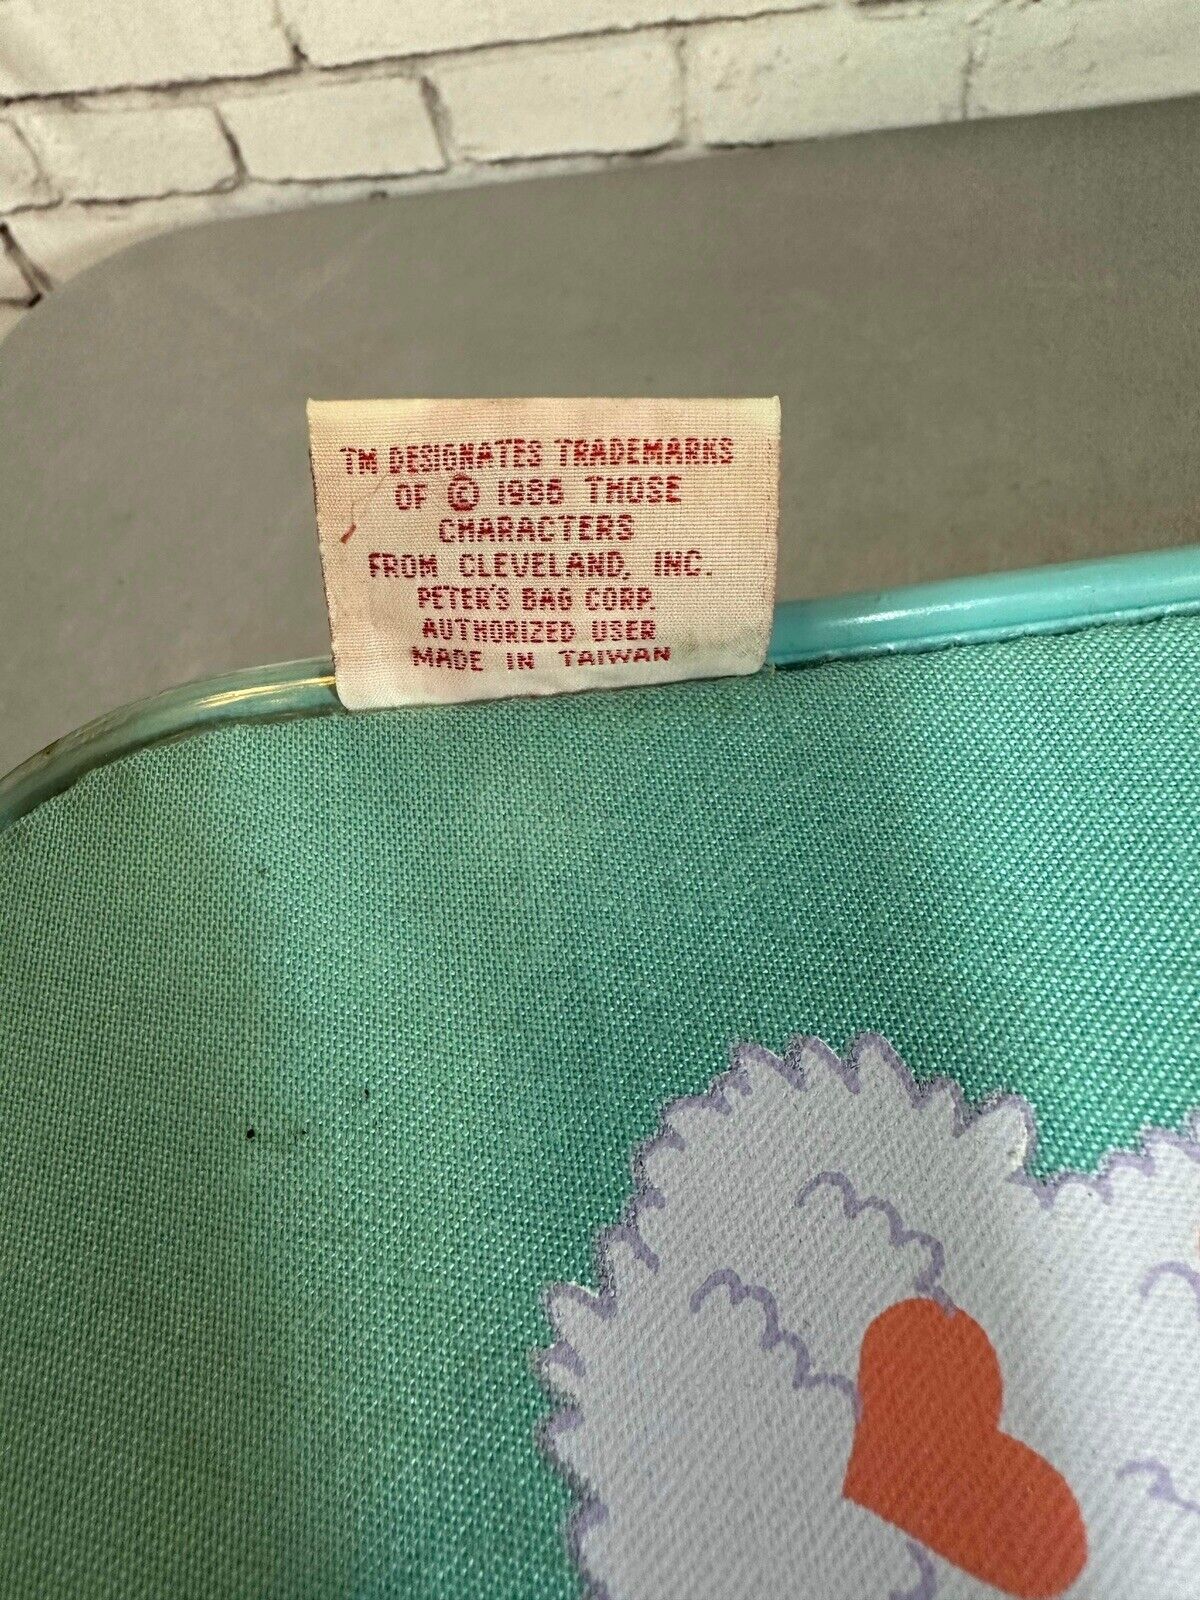 TM DESIGNATES TRADEMARKS
OF © 1986 THOSE
CHARACTERS
FROM CLEVELAND, INC.
PETER'S BAG CORP.
AUTHORIZED USER
MADE IN TAIWAN